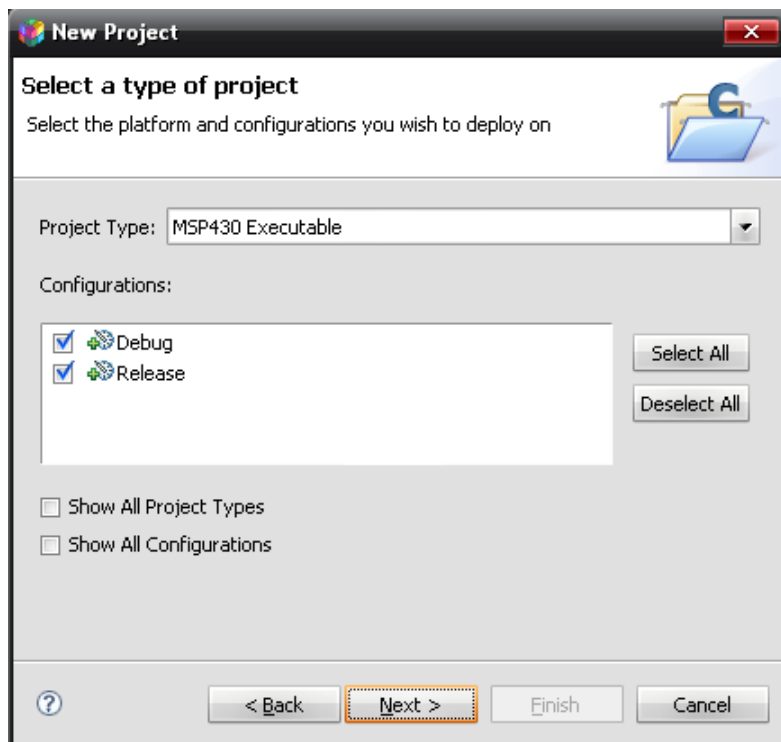 New Project
Select a type of project
Select the platform and configurations you wish to deploy on
Project Type: MSP430 Executable
Configurations:
Debug
Release
Select All
Deselect All
Show All Project Types
Show All Configurations
? < Back Next > Finish Cancel